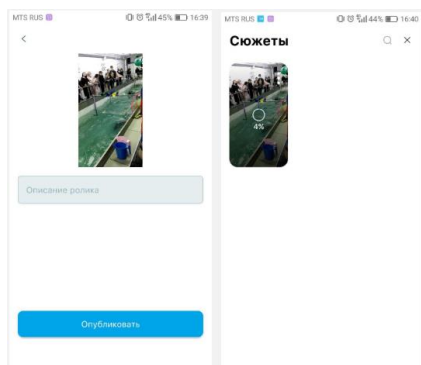 MTS RUS 45% 16:39
Описание ролика
Опубликовать
MTS RUS 44% 16:40
Сюжеты
4%